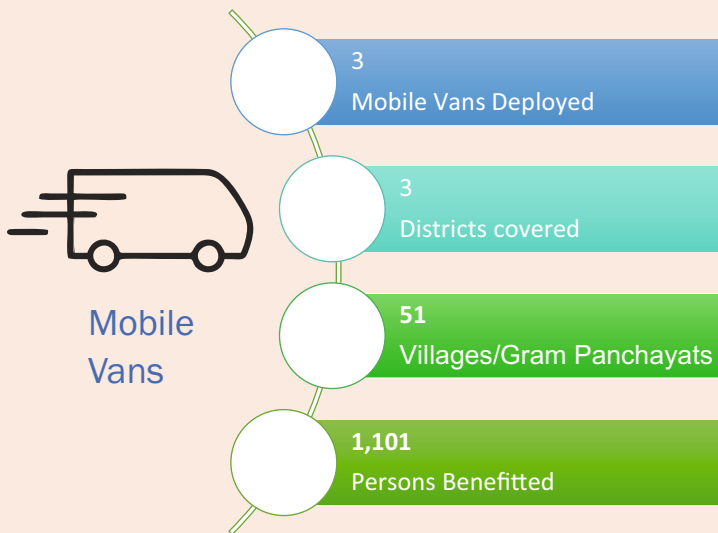 3
Mobile Vans Deployed
3
Districts covered
Mobile
Vans
51
Villages/Gram Panchayats
1,101
Persons Benefitted